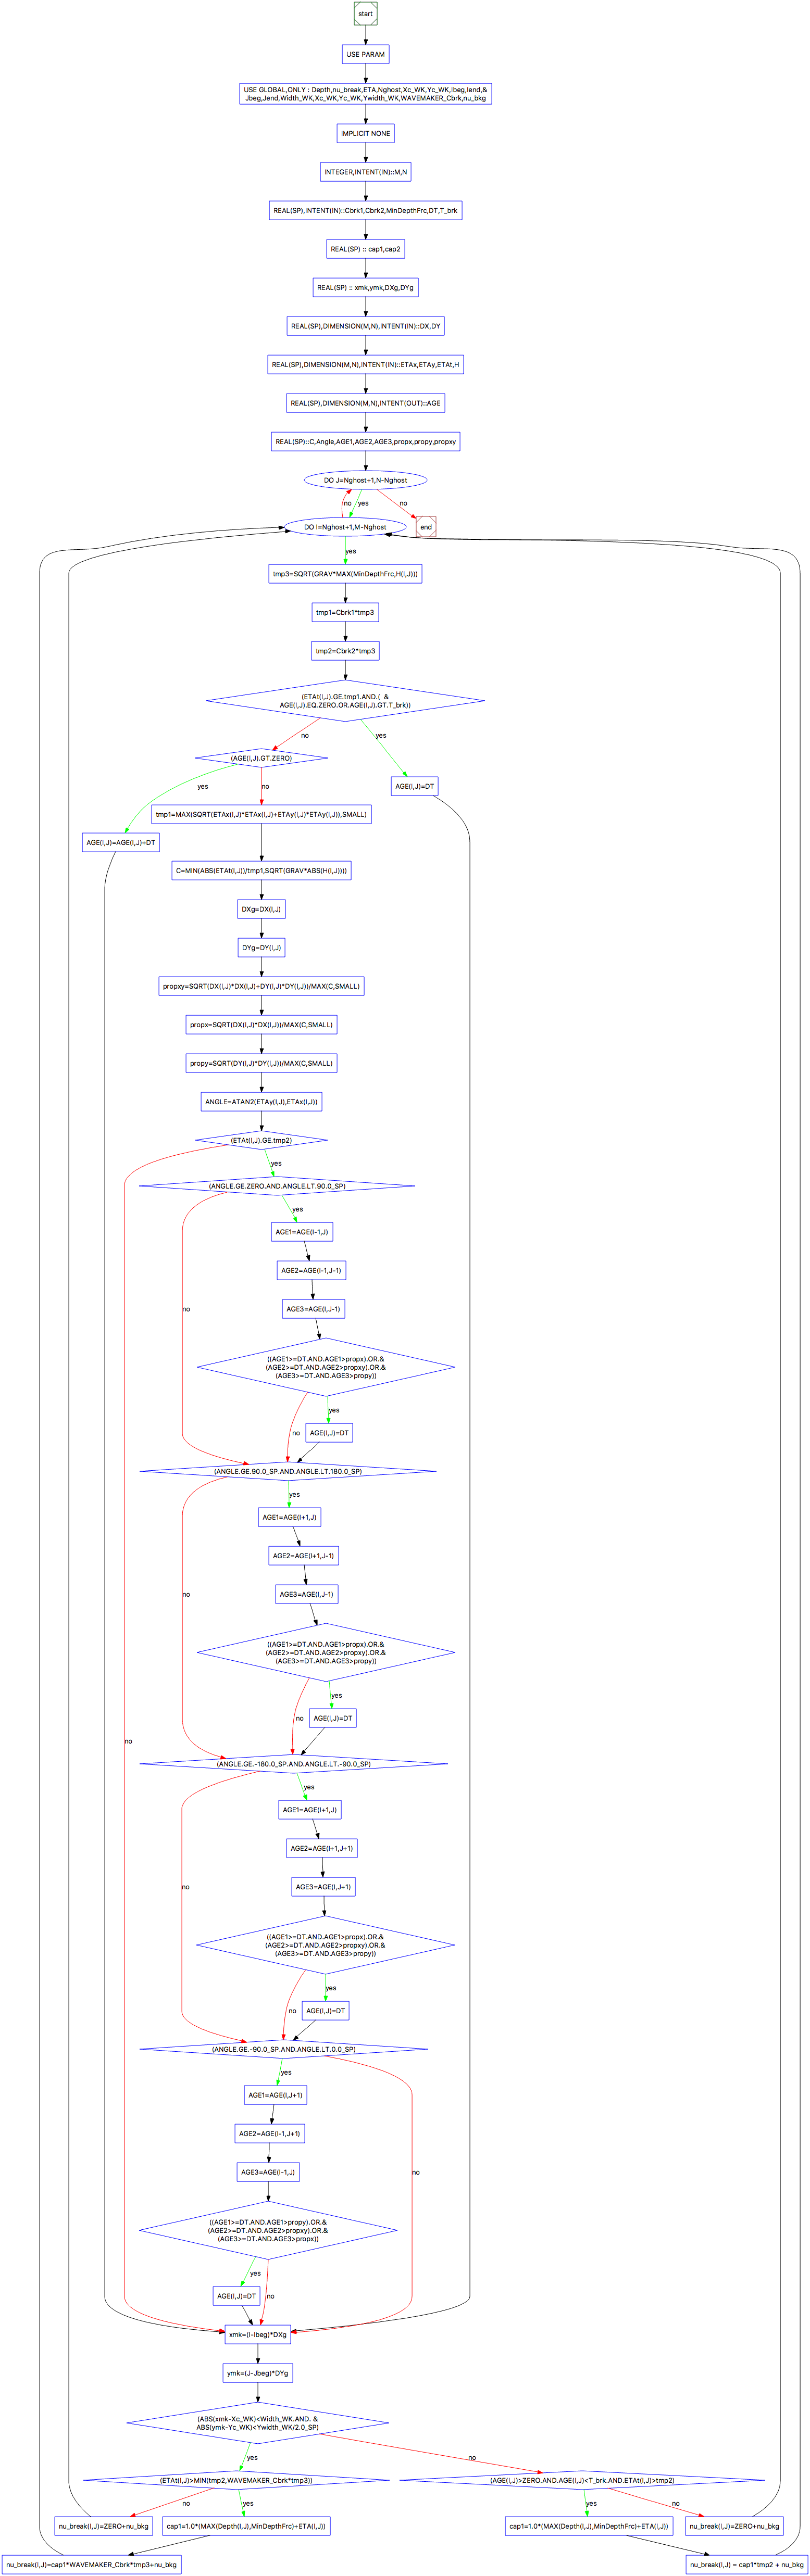 start
USE PARAM
USE GLOBAL,ONLY : Depth,nu_break,ETA,Nghost,Xc_WK,Yc_WK,Ibeg,Iend,&
Jbeg,Jend,Width_WK,Xc_WK,Yc_WK,Ywidth_WK,WAVEMAKER_Cbrk,nu_bkg
IMPLICIT NONE
INTEGER,INTENT(IN)::M,N
REAL(SP),INTENT(IN)::Cbrk1,Cbrk2,MinDepthFrc,DT,T_brk
REAL(SP) :: cap1,cap2
REAL(SP) :: xmk,ymk,DXg,DYg
REAL(SP),DIMENSION(M,N),INTENT(IN)::DX,DY
REAL(SP),DIMENSION(M,N),INTENT(IN)::ETAx,ETAy,ETAt,H
REAL(SP),DIMENSION(M,N),INTENT(OUT)::AGE
REAL(SP)::C,Angle,AGE1,AGE2,AGE3,propx,propy,propxy
DO J=Nghost+1,N-Nghost
no
yes
no
DO I=Nghost+1,M-Nghost
end
yes
tmp3=SQRT(GRAV*MAX(MinDepthFrc,H(I,J)))
tmp1=Cbrk1*tmp3
tmp2=Cbrk2*tmp3
(ETAt(I,J).GE.tmp1.AND.( &
AGE(I,J).EQ.ZERO.OR.AGE(I,J).GT.T_brk))
no
yes
(AGE(I,J).GT.ZERO)
yes
no
AGE(I,J)=DT
tmp1=MAX(SQRT(ETAx(I,J)*ETAx(I,J)+ETAy(I,J)*ETAy(I,J)),SMALL)
AGE(I,J)=AGE(I,J)+DT
C=MIN(ABS(ETAt(I,J))/tmp1,SQRT(GRAV*ABS(H(I,J))))
DXg=DX(I,J)
DYg=DY(I,J)
propxy=SQRT(DX(I,J)*DX(I,J)+DY(I,J)*DY(I,J))/MAX(C,SMALL)
propx=SQRT(DX(I,J)*DX(I,J))/MAX(C,SMALL)
propy=SQRT(DY(I,J)*DY(I,J))/MAX(C,SMALL)
ANGLE=ATAN2(ETAy(I,J),ETAx(I,J))
(ETAt(I,J).GE.tmp2)
yes
(ANGLE.GE.ZERO.AND.ANGLE.LT.90.0_SP)
yes
AGE1=AGE(I-1,J)
AGE2=AGE(I-1,J-1)
no
AGE3=AGE(I,J-1)
((AGE1>=DT.AND.AGE1>propx).OR.&
(AGE2>=DT.AND.AGE2>propxy).OR.&
(AGE3>=DT.AND.AGE3>propy))
yes
no
AGE(I,J)=DT
(ANGLE.GE.90.0_SP.AND.ANGLE.LT.180.0_SP)
yes
AGE1=AGE(I+1,J)
AGE2=AGE(I+1,J-1)
no
AGE3=AGE(I,J-1)
((AGE1>=DT.AND.AGE1>propx).OR.&
(AGE2>=DT.AND.AGE2>propxy).OR.&
(AGE3>=DT.AND.AGE3>propy))
yes
no
AGE(I,J)=DT
no
(ANGLE.GE.-180.0_SP.AND.ANGLE.LT.-90.0_SP)
yes
AGE1=AGE(I+1,J)
AGE2=AGE(I+1,J+1)
no
AGE3=AGE(I,J+1)
((AGE1>=DT.AND.AGE1>propx).OR.&
(AGE2>=DT.AND.AGE2>propxy).OR.&
(AGE3>=DT.AND.AGE3>propy))
yes
no
AGE(I,J)=DT
(ANGLE.GE.-90.0_SP.AND.ANGLE.LT.0.0_SP)
yes
AGE1=AGE(I,J+1)
AGE2=AGE(I-1,J+1)
AGE3=AGE(I-1,J)
no
((AGE1>=DT.AND.AGE1>propy).OR.&
(AGE2>=DT.AND.AGE2>propxy).OR.&
(AGE3>=DT.AND.AGE3>propx))
yes
no
AGE(I,J)=DT
xmk=(I-Ibeg)*DXg
ymk=(J-Jbeg)*DYg
(ABS(xmk-Xc_WK)<Width_WK.AND. &
ABS(ymk-Yc_WK)<Ywidth_WK/2.0_SP)
yes
no
(ETAt(I,J)>MIN(tmp2,WAVEMAKER_Cbrk*tmp3))
(AGE(I,J)>ZERO.AND.AGE(I,J)<T_brk.AND.ETAt(I,J)>tmp2)
no
yes
yes
no
nu_break(I,J)=ZERO+nu_bkg
cap1=1.0*(MAX(Depth(I,J),MinDepthFrc)+ETA(I,J))
cap1=1.0*(MAX(Depth(I,J),MinDepthFrc)+ETA(I,J))
nu_break(I,J)=ZERO+nu_bkg
nu_break(I,J)=cap1*WAVEMAKER_Cbrk*tmp3+nu_bkg
nu_break(I,J) = cap1*tmp2 + nu_bkg